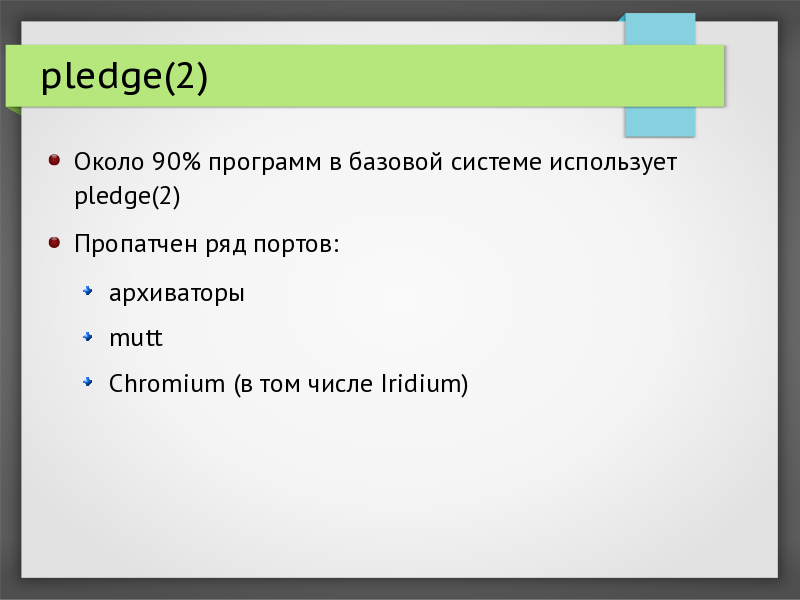 pledge(2)
Около 90% программ в базовой системе использует
pledge(2)
Пропатчен ряд портов:
архиваторы
mutt
Chromium (в том числе Iridium)